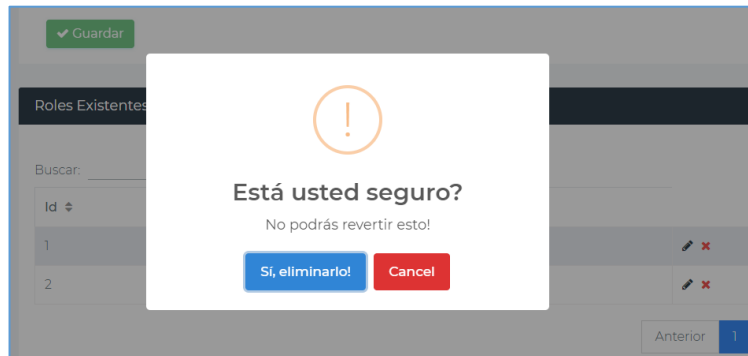 Guardar
Roles Existentes
Está usted seguro?
No podrás revertir esto!
Sí, eliminarlo!
Cancel
Buscar:
Id
1
2
Anterior
1